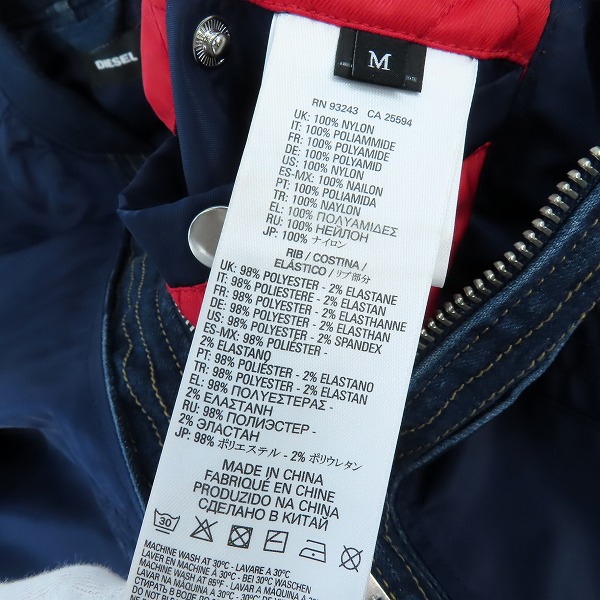 DIESEL
M
RN 93243 CA 25594
UK: 100% NYLON
IT: 100% POLIAMMIDE
FR: 100% POLYAMIDE
DE: 100% POLYAMID
US: 100% NYLON
ES-MX: 100% NAILON
PT: 100% POLIAMIDA
TR: 100% NAYLON
EL: 100% ΠΟΛΥΑΜΙΔΕΣ
RU: 100% НЕЙЛОН
JP: 100% ナイロン
RIB / COSTINA /
ELÁSTICO / リブ部分
UK: 98% POLYESTER - 2% ELASTANE
IT: 98% POLIESTERE - 2% ELASTAN
FR: 98% POLYESTER - 2% ELASTHANNE
DE: 98% POLYESTER - 2% ELASTHAN
US: 98% POLYESTER - 2% SPANDEX
ES-MX: 98% POLIÉSTER -
2% ELASTANO
PT: 98% POLIÉSTER - 2% ELASTANO
TR: 98% POLYESTER - 2% ELASTAN
EL: 98% ΠΟΛΥΕΣΤΕΡΑΣ -
2% ΕΛΑΣΤΑΝΗ
RU: 98% ПОЛИЭСТЕР -
2% ЭЛАСТАН
JP: 98% ポリエステル - 2% ポリウレタン
MADE IN CHINA
FABRIQUÉ EN CHINE
PRODUZIDO NA CHINA
СДЕЛАНО В КИТАЙ
30
MACHINE WASH AT 30°C - LAVARE A 30°C
LAVER EN MACHINE À 30°C - BEI 30°C WASCHEN
MACHINE WASH AT 85°F - LAVAR A